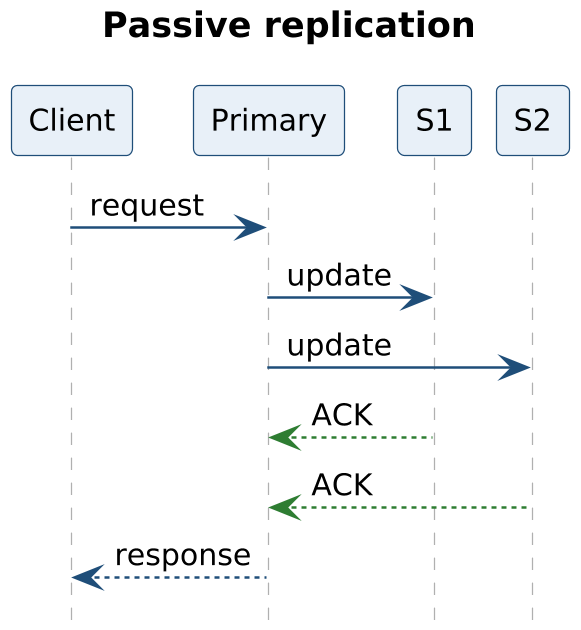 Passive replication
Client Primary S1 S2
request
update
update
ACK
ACK
response